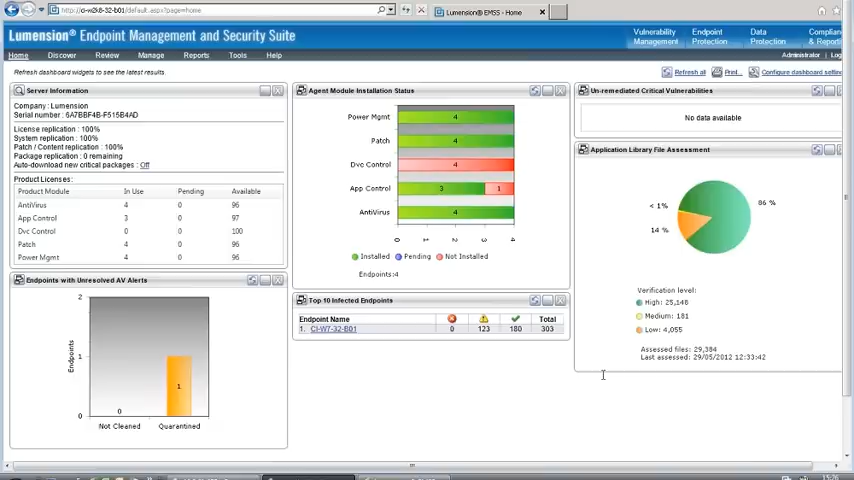 http://ci-w2k8-32-b01/default.aspx?page=home
Lumension® EMSS - Home
Lumension® Endpoint Management and Security Suite
Vulnerability Management
Endpoint Protection
Data Protection
Complianc & Reporti
Home Discover Review Manage Reports Tools Help
Administrator | Log
Refresh dashboard widgets to see the latest results.
Refresh all Print... Configure dashboard settin
Server Information
Company : Lumension
Serial number : 6A7BBF4B-F515B4AD
License replication: 100%
System replication: 100%
Patch / Content replication: 100%
Package replication: 0 remaining
Auto-download new critical packages: Off
Product Licenses:
Product Module In Use Pending Available
AntiVirus 4 0 96
App Control 3 0 97
Dvc Control 0 0 100
Patch 4 0 96
Power Mgmt 4 0 96
Endpoints with Unresolved AV Alerts
2
1
0
Endpoints
0
1
Not Cleaned Quarantined
Agent Module Installation Status
Power Mgmt 4
Patch 4
Dvc Control 4
App Control 3 1
AntiVirus 4
0 1 2 3 4
Installed Pending Not Installed
Endpoints:4
Top 10 Infected Endpoints
Endpoint Name Total
1. CI-W7-32-B01 0 123 180 303
Un-remediated Critical Vulnerabilities
No data available
Application Library File Assessment
< 1%
86 %
14 %
Verification level:
High: 25,148
Medium: 181
Low: 4,055
Assessed files: 29,384
Last assessed: 29/05/2012 12:33:42